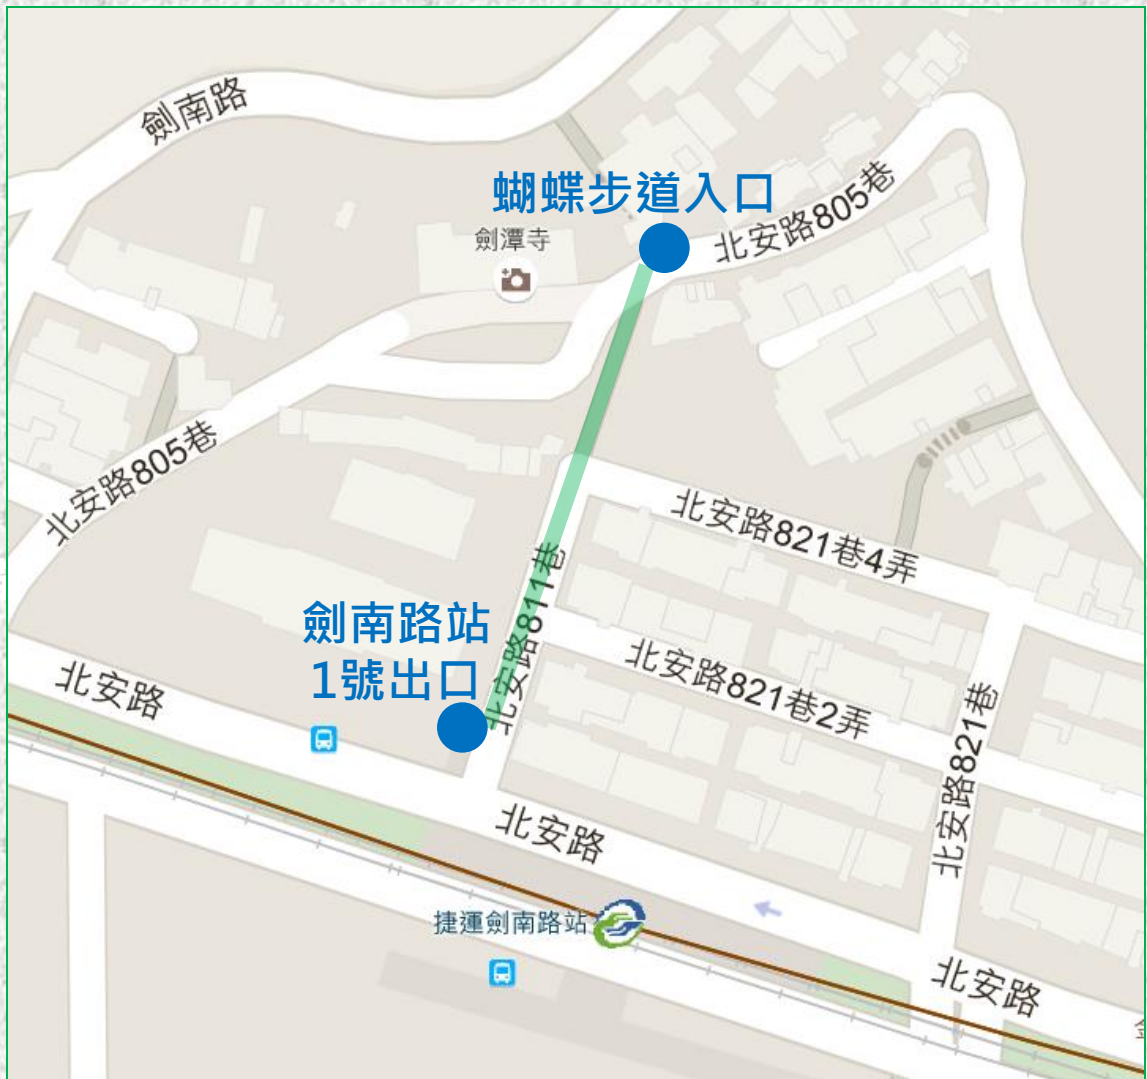 劍南路
蝴蝶步道入口
劍潭寺
北安路805巷
北安路805巷
北安路821巷4弄
北安路811巷
劍南路站
1號出口
北安路821巷2弄
北安路
北安路821巷
北安路
捷運劍南路站
北安路